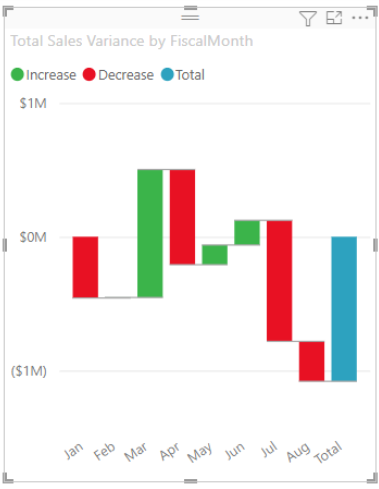 Total Sales Variance by FiscalMonth
Increase Decrease Total
$1M
$0M
($1M)
Jan Feb Mar Apr May Jun Jul Aug Total